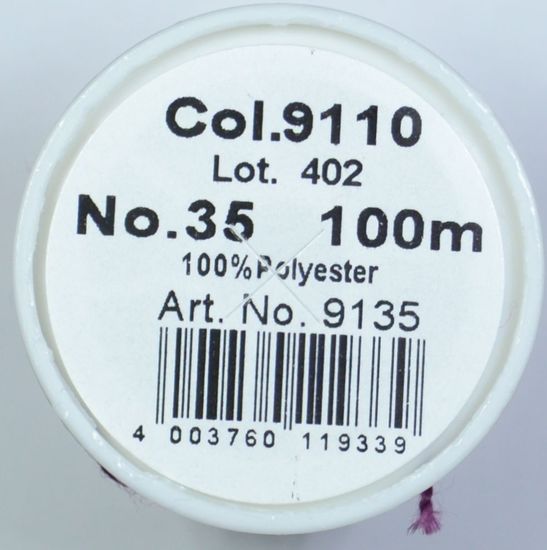 Col.9110
Lot. 402
No.35 100m
100%Polyester
Art. No. 9135
4 003760 119339